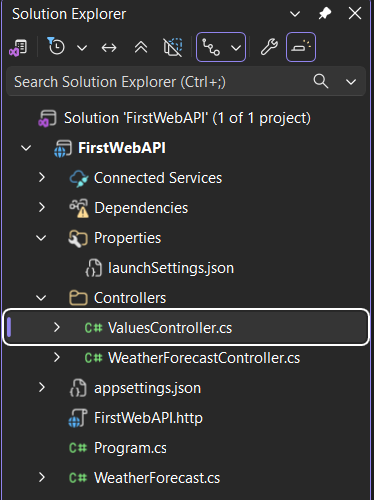 Solution Explorer
Search Solution Explorer (Ctrl+;)
Solution 'FirstWebAPI' (1 of 1 project)
FirstWebAPI
Connected Services
Dependencies
Properties
launchSettings.json
Controllers
C# ValuesController.cs
C# WeatherForecastController.cs
appsettings.json
FirstWebAPI.http
C# Program.cs
C# WeatherForecast.cs